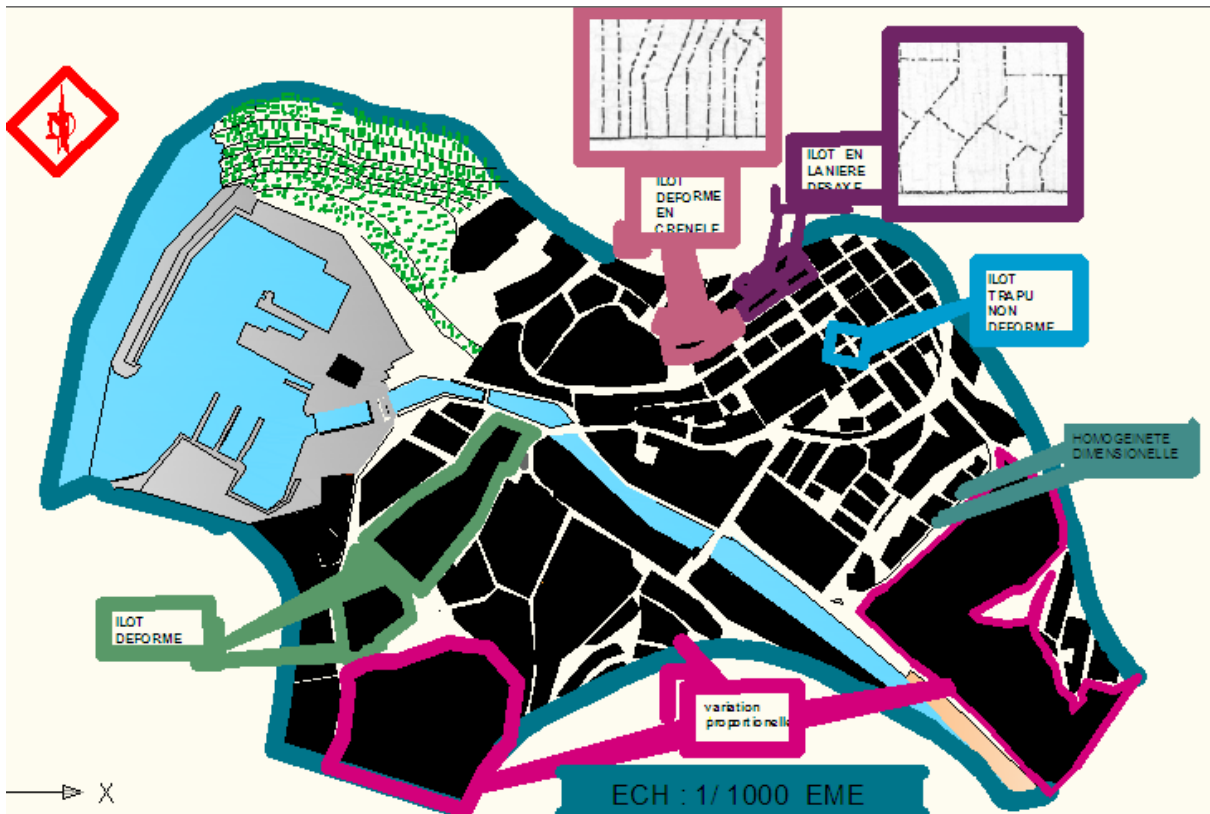 ILOT
DEFORME
EN
CRENELE
ILOT EN
LANIERE
DESAXE
ILOT
TRAPU
NON
DEFORME
HOMOGEINETE
DIMENSIONELLE
ILOT
DEFORME
variation
proportionelle
ECH : 1/ 1000 EME
X